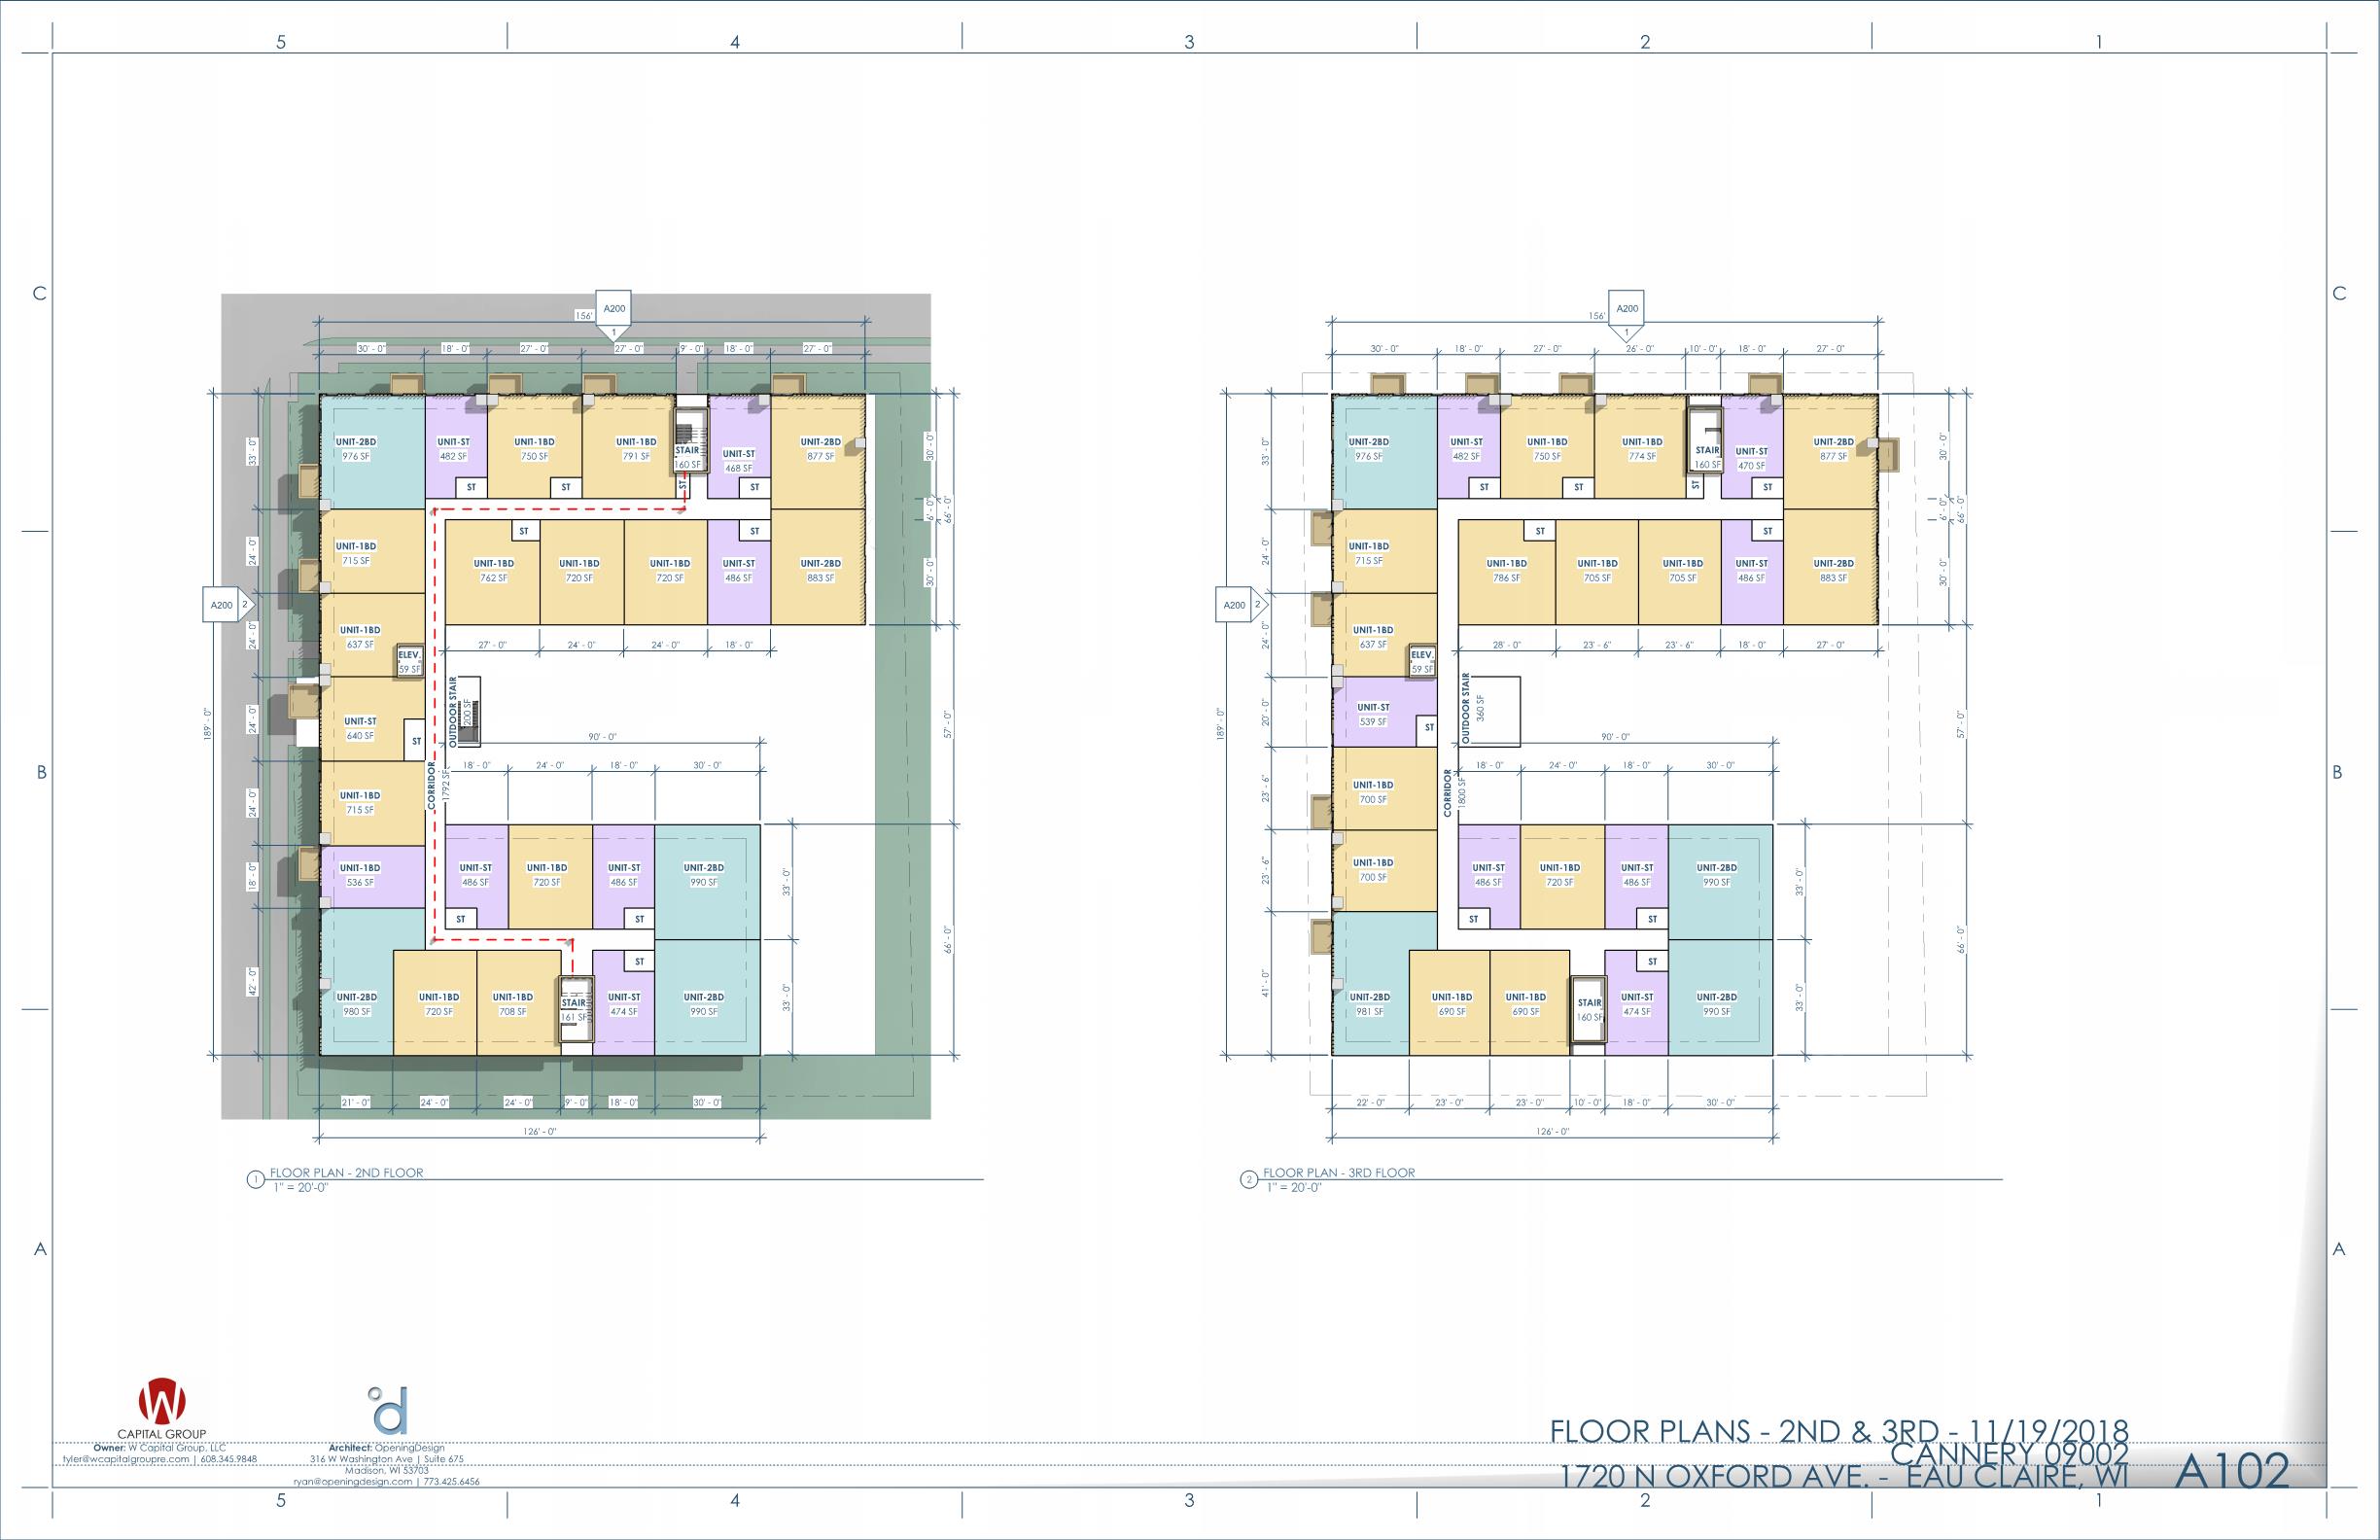 5 4 3 2 1
C C
B B
A A
A200
1
156'
30' - 0" 18' - 0" 27' - 0" 27' - 0" 9' - 0" 18' - 0" 27' - 0"
UNIT-2BD
976 SF
UNIT-ST
482 SF
UNIT-1BD
750 SF
UNIT-1BD
791 SF
STAIR
160 SF
UNIT-ST
468 SF
UNIT-2BD
877 SF
ST
ST
ST
ST
33' - 0"
30' - 0"
6' - 0"
66' - 0"
30' - 0"
UNIT-1BD
715 SF
ST
ST
UNIT-1BD
762 SF
UNIT-1BD
720 SF
UNIT-1BD
720 SF
UNIT-ST
486 SF
UNIT-2BD
883 SF
24' - 0"
A200
2
UNIT-1BD
637 SF
ELEV.
59 SF
24' - 0"
27' - 0" 24' - 0" 24' - 0" 18' - 0"
189' - 0"
UNIT-ST
640 SF
ST
24' - 0"
OUTDOOR STAIR
200 SF
57' - 0"
90' - 0"
18' - 0" 24' - 0" 18' - 0" 30' - 0"
CORRIDOR
1792 SF
UNIT-1BD
715 SF
24' - 0"
UNIT-1BD
536 SF
18' - 0"
UNIT-ST
486 SF
UNIT-1BD
720 SF
UNIT-ST
486 SF
UNIT-2BD
990 SF
ST
ST
33' - 0"
66' - 0"
ST
UNIT-2BD
980 SF
UNIT-1BD
720 SF
UNIT-1BD
708 SF
STAIR
161 SF
UNIT-ST
474 SF
UNIT-2BD
990 SF
42' - 0"
33' - 0"
21' - 0" 24' - 0" 24' - 0" 9' - 0" 18' - 0" 30' - 0"
126' - 0"
1
FLOOR PLAN - 2ND FLOOR
1" = 20'-0"
A200
1
156'
30' - 0" 18' - 0" 27' - 0" 26' - 0" 10' - 0" 18' - 0" 27' - 0"
UNIT-2BD
976 SF
UNIT-ST
482 SF
UNIT-1BD
750 SF
UNIT-1BD
774 SF
STAIR
160 SF
UNIT-ST
470 SF
UNIT-2BD
877 SF
ST
ST
ST
ST
33' - 0"
30' - 0"
6' - 0"
66' - 0"
30' - 0"
UNIT-1BD
715 SF
ST
ST
UNIT-1BD
786 SF
UNIT-1BD
705 SF
UNIT-1BD
705 SF
UNIT-ST
486 SF
UNIT-2BD
883 SF
24' - 0"
A200
2
UNIT-1BD
637 SF
ELEV.
59 SF
24' - 0"
28' - 0" 23' - 6" 23' - 6" 18' - 0" 27' - 0"
189' - 0"
UNIT-ST
539 SF
ST
20' - 0"
OUTDOOR STAIR
360 SF
57' - 0"
90' - 0"
18' - 0" 24' - 0" 18' - 0" 30' - 0"
CORRIDOR
1800 SF
UNIT-1BD
700 SF
23' - 6"
UNIT-1BD
700 SF
23' - 6"
UNIT-ST
486 SF
UNIT-1BD
720 SF
UNIT-ST
486 SF
UNIT-2BD
990 SF
ST
ST
33' - 0"
66' - 0"
ST
UNIT-2BD
981 SF
UNIT-1BD
690 SF
UNIT-1BD
690 SF
STAIR
160 SF
UNIT-ST
474 SF
UNIT-2BD
990 SF
41' - 0"
33' - 0"
22' - 0" 23' - 0" 23' - 0" 10' - 0" 18' - 0" 30' - 0"
126' - 0"
2
FLOOR PLAN - 3RD FLOOR
1" = 20'-0"
W
CAPITAL GROUP
Owner: W Capital Group, LLC
tyler@wcapitalgroupre.com | 608.345.9848
d
Architect: OpeningDesign
316 W Washington Ave | Suite 675
Madison, WI 53703
ryan@openingdesign.com | 773.425.6456
FLOOR PLANS - 2ND & 3RD - 11/19/2018
CANNERY 09002
1720 N OXFORD AVE. - EAU CLAIRE, WI
A102
5 4 3 2 1